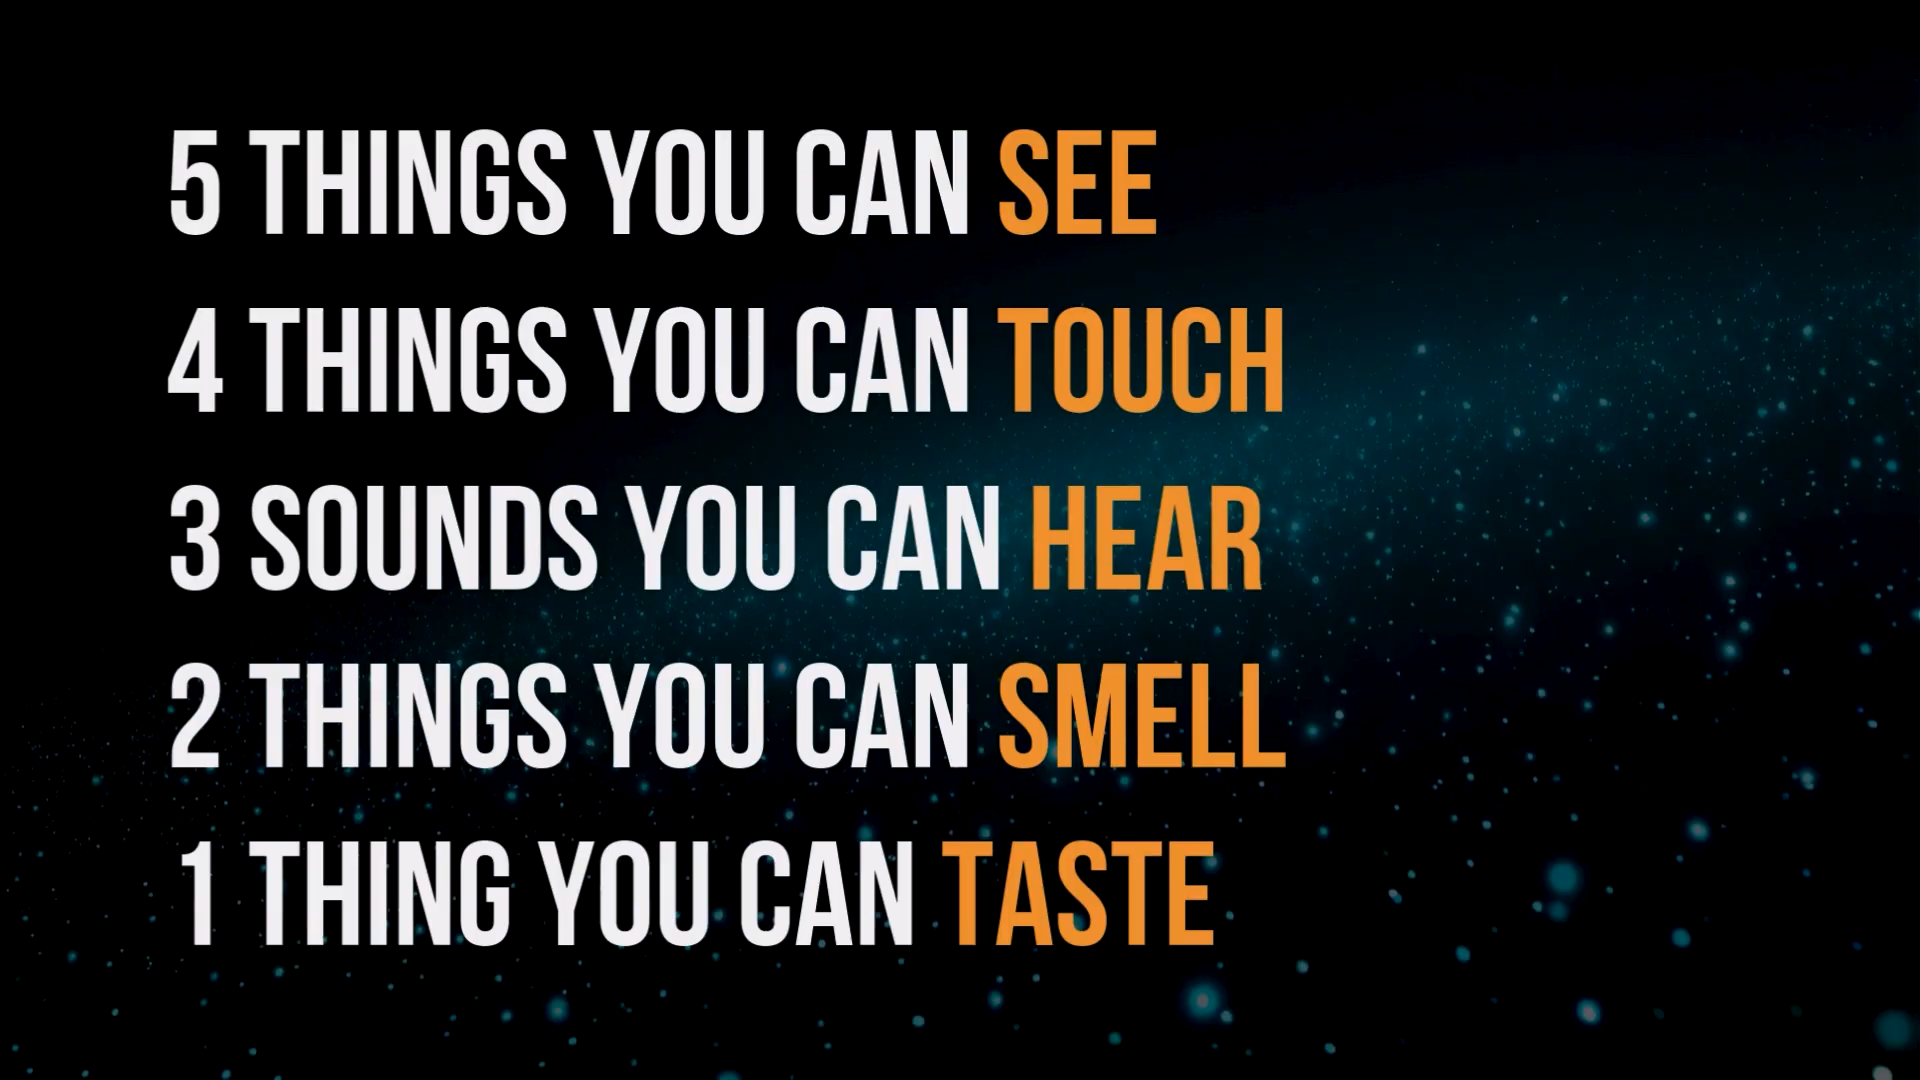 5 THINGS YOU CAN SEE
4 THINGS YOU CAN TOUCH
3 SOUNDS YOU CAN HEAR
2 THINGS YOU CAN SMELL
1 THING YOU CAN TASTE